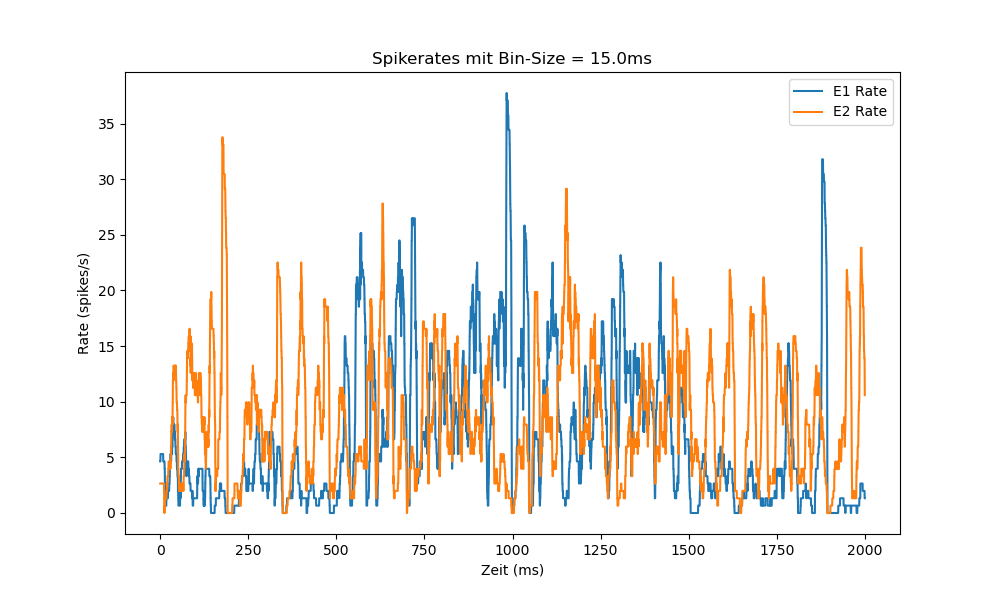 Spikerates mit Bin-Size = 15.0ms
E1 Rate
E2 Rate
Rate (spikes/s)
35
30
25
20
15
10
5
0
0 250 500 750 1000 1250 1500 1750 2000
Zeit (ms)